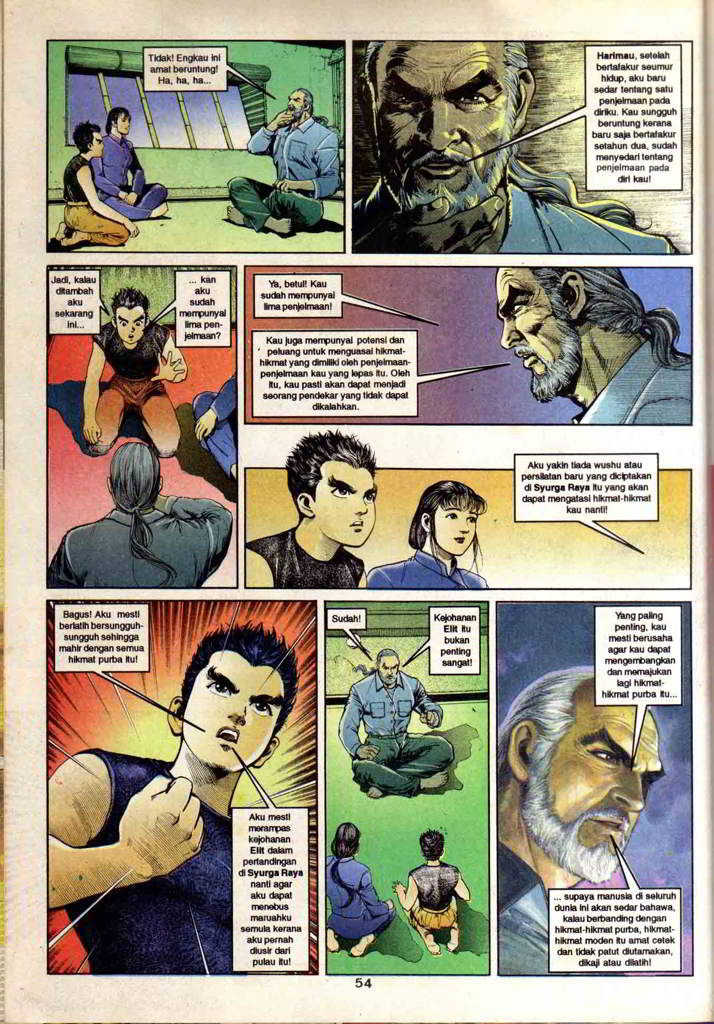 Tidak! Engkau ini
amat beruntung!
Ha, ha, ha...
Harimau, setelah
bertafakur seumur
hidup, aku baru
sedar tentang satu
penjelmaan pada
diriku. Kau sungguh
beruntung kerana
baru saja bertafakur
setahun dua, sudah
menyedari tentang
penjelmaan pada
diri kau!
Jadi, kalau
ditambah
aku
sekarang
ini...
... kan
aku
sudah
mempunyai
lima pen-
jelmaan?
Ya, betul! Kau
sudah mempunyai
lima penjelmaan!
Kau juga mempunyai potensi dan
peluang untuk menguasai hikmat-
hikmat yang dimiliki oleh penjelmaan-
penjelmaan kau yang lepas itu. Oleh
itu, kau pasti akan dapat menjadi
seorang pendekar yang tidak dapat
dikalahkan.
Aku yakin tiada wushu atau
persilatan baru yang diciptakan
di Syurga Raya itu yang akan
dapat mengatasi hikmat-hikmat
kau nanti!
Bagus! Aku mesti
berlatih bersungguh-
sungguh sehingga
mahir dengan semua
hikmat purba itu!
Aku mesti
merampas
kejohanan
Elit dalam
pertandingan
di Syurga Raya
nanti agar
aku dapat
menebus
maruahku
semula kerana
aku pernah
diusir dari
pulau itu!
Sudah!
Kejohanan
Elit itu
bukan
penting
sangat!
Yang paling
penting, kau
mesti berusaha
agar kau dapat
mengembangkan
dan memajukan
lagi hikmat-
hikmat purba itu...
... supaya manusia di seluruh
dunia ini akan sedar bahawa,
kalau berbanding dengan
hikmat-hikmat purba, hikmat-
hikmat moden itu amat cetek
dan tidak patut diutamakan,
dikaji atau dilatih!
54